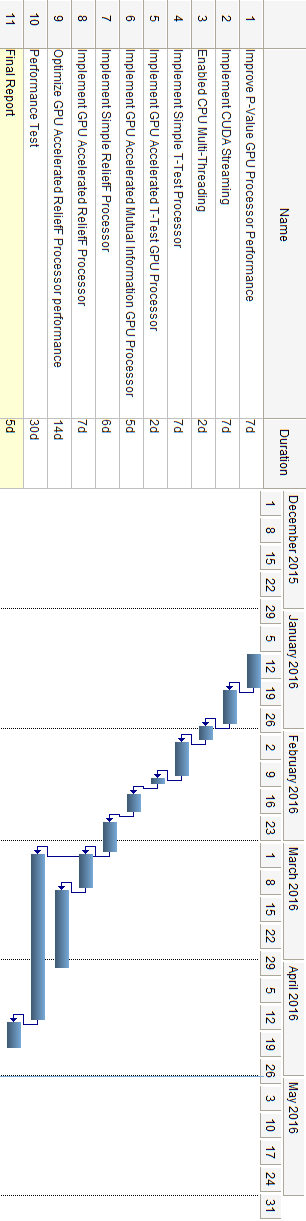 Name Duration December 2015 January 2016 February 2016 March 2016 April 2016 May 2016
1 8 15 22 29 5 12 19 26 2 9 16 23 1 8 15 22 29 5 12 19 26 3 10 17 24 31
1 Improve P-Value GPU Processor Performance 7d
2 Implement CUDA Streaming 7d
3 Enabled CPU Multi-Threading 2d
4 Implement Simple T-Test Processor 7d
5 Implement GPU Accelerated T-Test GPU Processor 2d
6 Implement GPU Accelerated Mutual Information GPU Processor 5d
7 Implement Simple ReliefF Processor 6d
8 Implement GPU Accelerated ReliefF Processor 7d
9 Optimize GPU Accelerated ReliefF Processor performance 14d
10 Performance Test 30d
11 Final Report 5d